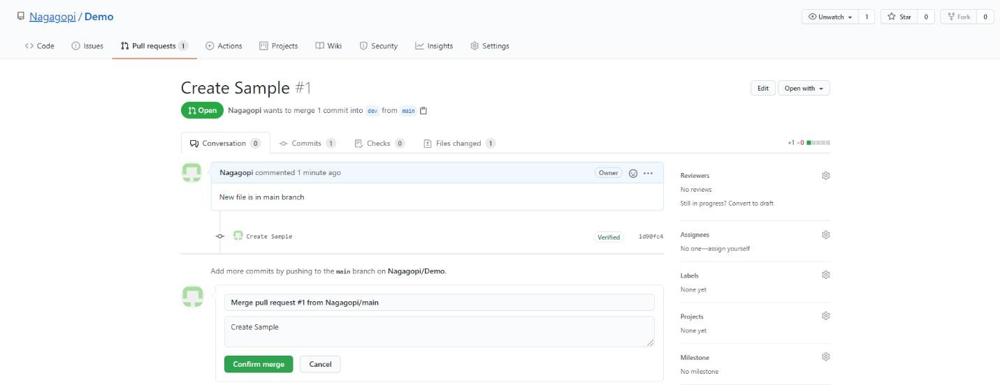 Nagagopi / Demo
Unwatch 1 Star 0 Fork 0
Code Issues Pull requests 1 Actions Projects Wiki Security Insights Settings
Create Sample #1
Edit Open with
Open Nagagopi wants to merge 1 commit into dev from main
Conversation 0 Commits 1 Checks 0 Files changed 1
+1 −0
Nagagopi commented 1 minute ago
Owner
New file is in main branch
Create Sample
Verified 1d90fc4
Add more commits by pushing to the main branch on Nagagopi/Demo.
Merge pull request #1 from Nagagopi/main
Create Sample
Confirm merge Cancel
Reviewers
No reviews
Still in progress? Convert to draft
Assignees
No one—assign yourself
Labels
None yet
Projects
None yet
Milestone
No milestone